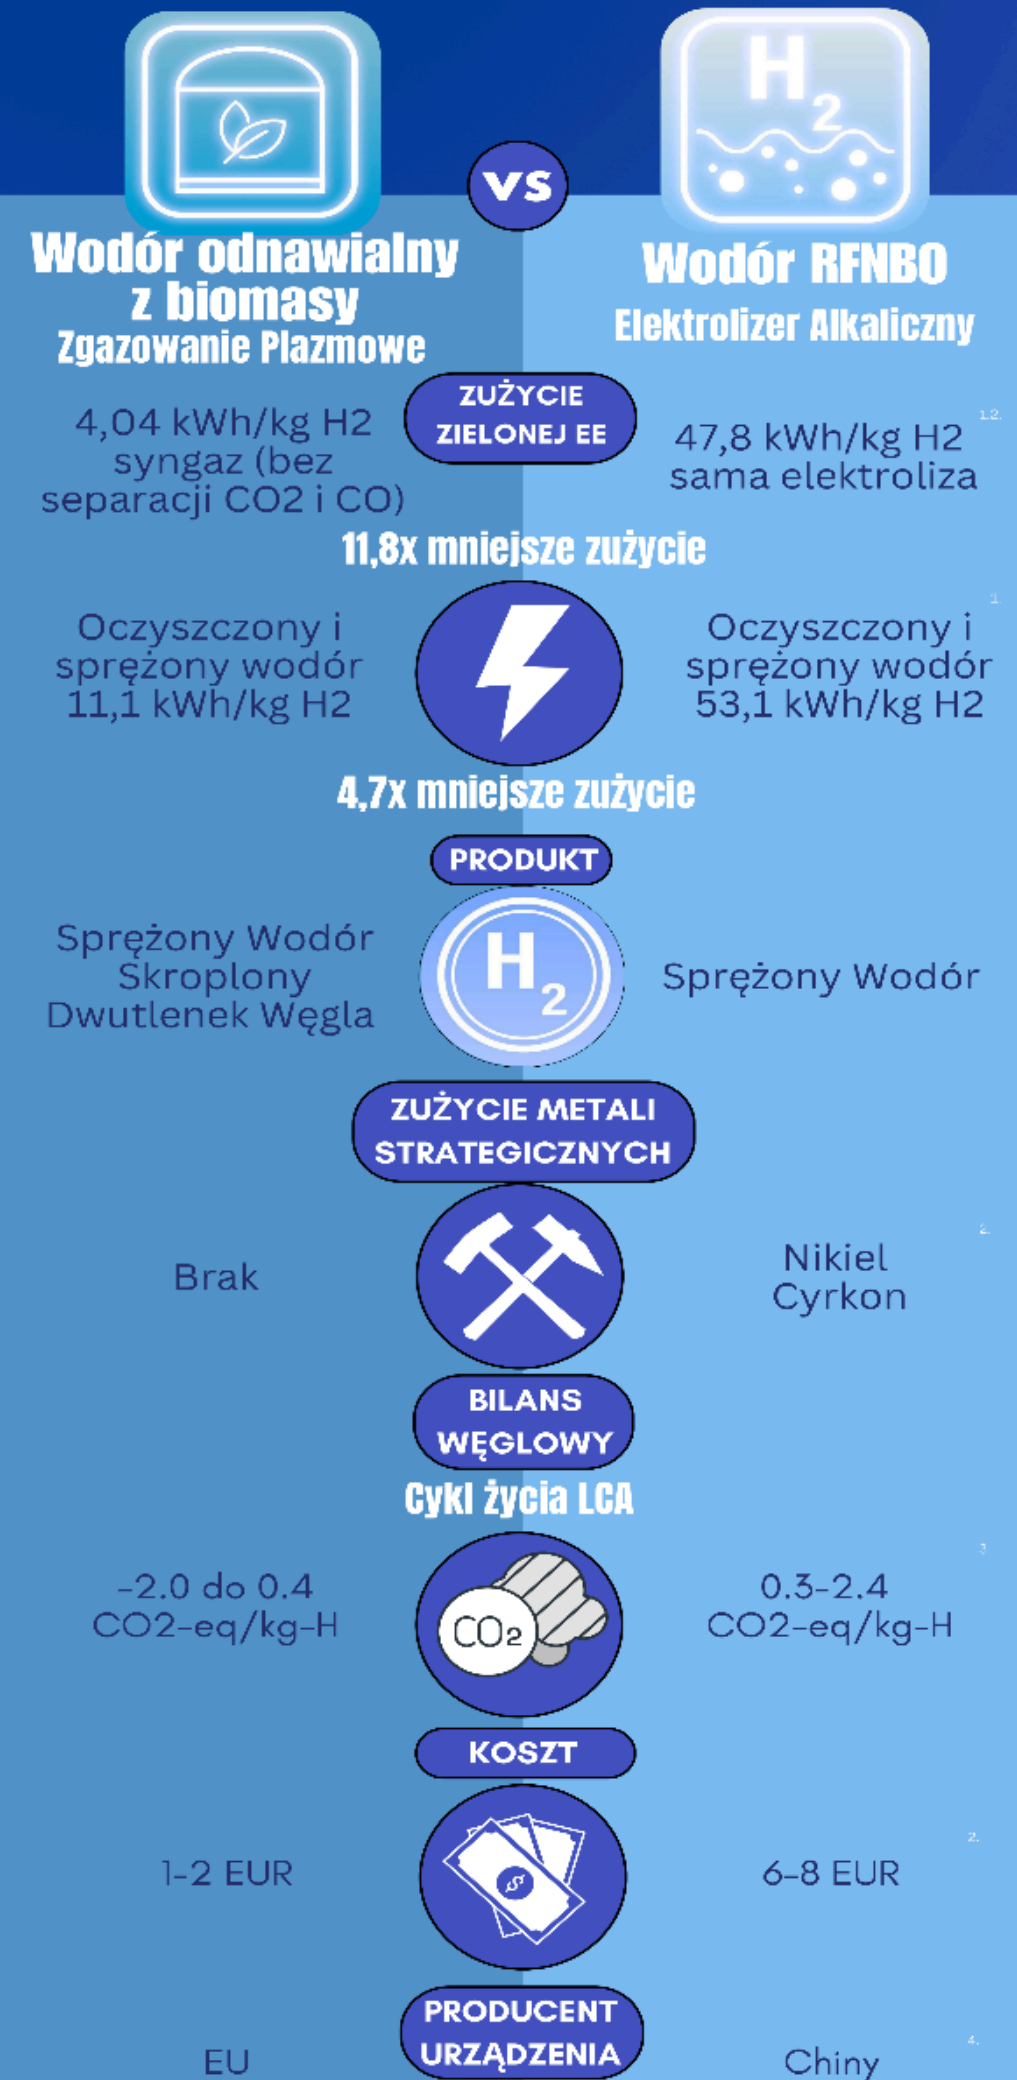 H2
VS
Wodór odnawialny
z biomasy
Zgazowanie Plazmowe
Wodór RFNBO
Elektrolizer Alkaliczny
ZUŻYCIE
ZIELONEJ EE
4,04 kWh/kg H2
syngaz (bez
separacji CO2 i CO)
1.2.
47,8 kWh/kg H2
sama elektroliza
11,8x mniejsze zużycie
Oczyszczony i
sprężony wodór
11,1 kWh/kg H2
1.
Oczyszczony i
sprężony wodór
53,1 kWh/kg H2
4,7x mniejsze zużycie
PRODUKT
Sprężony Wodór
Skroplony
Dwutlenek Węgla
H2
Sprężony Wodór
ZUŻYCIE METALI
STRATEGICZNYCH
Brak
2.
Nikiel
Cyrkon
BILANS
WĘGLOWY
Cykl życia LCA
-2.0 do 0.4
CO2-eq/kg-H
CO2
3
0.3-2.4
CO2-eq/kg-H
KOSZT
1-2 EUR
$
2.
6-8 EUR
PRODUCENT
URZĄDZENIA
EU
4.
Chiny